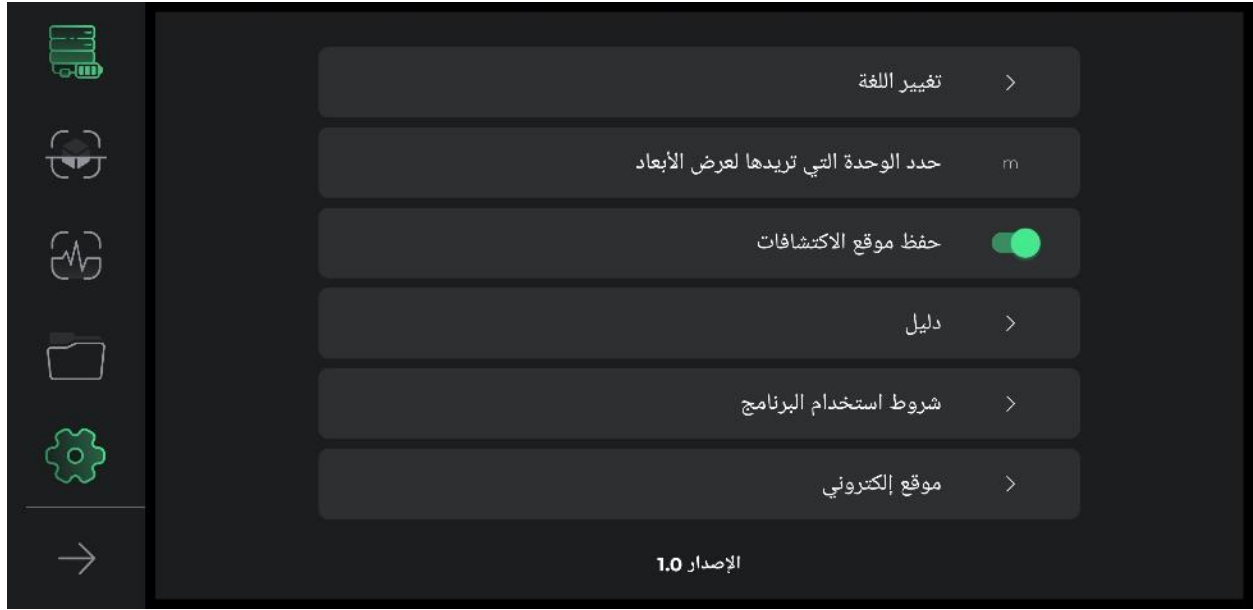 تغيير اللغة
حدد الوحدة التي تريدها لعرض الأبعاد m
حفظ موقع الاكتشافات
دليل
شروط استخدام البرنامج
موقع إلكتروني
الإصدار 1.0